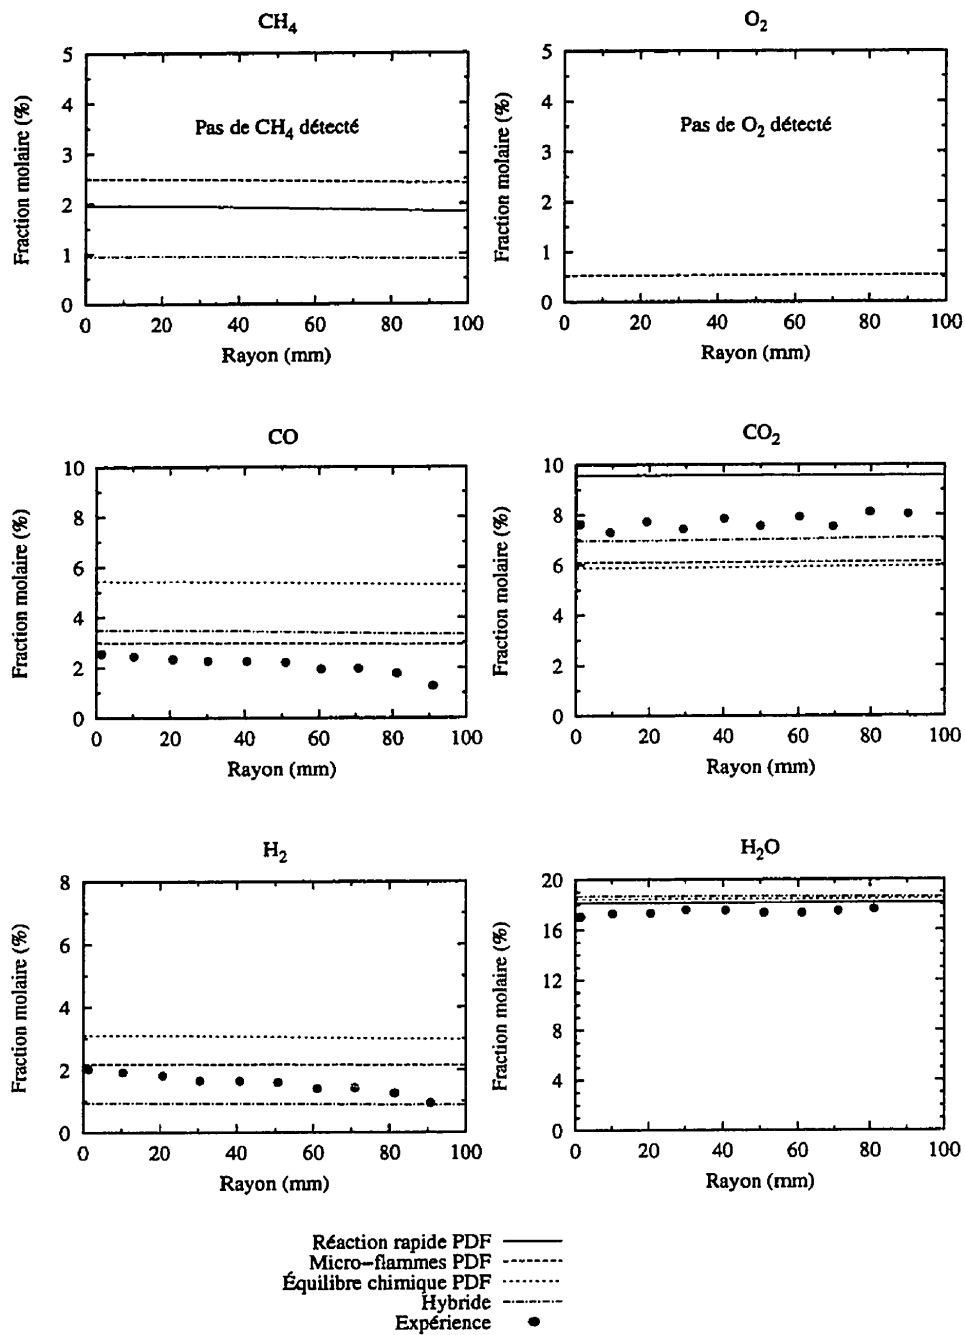 CH4
5
4
3
2
1
0
Fraction molaire (%)
Pas de CH4 détecté
0 20 40 60 80 100
Rayon (mm)
O2
5
4
3
2
1
0
Fraction molaire (%)
Pas de O2 détecté
0 20 40 60 80 100
Rayon (mm)
CO
10
8
6
4
2
0
Fraction molaire (%)
0 20 40 60 80 100
Rayon (mm)
CO2
10
8
6
4
2
0
Fraction molaire (%)
0 20 40 60 80 100
Rayon (mm)
H2
8
6
4
2
0
Fraction molaire (%)
0 20 40 60 80 100
Rayon (mm)
H2O
20
16
12
8
4
0
Fraction molaire (%)
0 20 40 60 80 100
Rayon (mm)
Réaction rapide PDF
Micro-flammes PDF
Équilibre chimique PDF
Hybride
Expérience